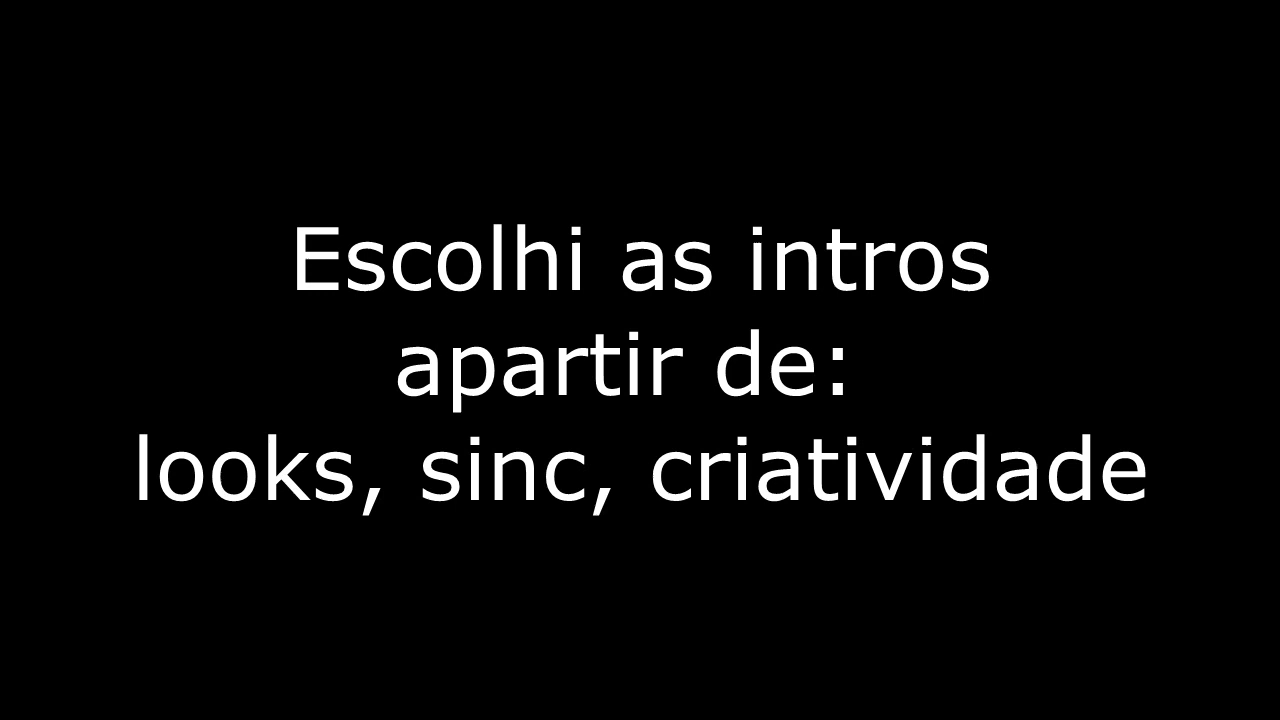 Escolhi as intros
apartir de:
looks, sinc, criatividade